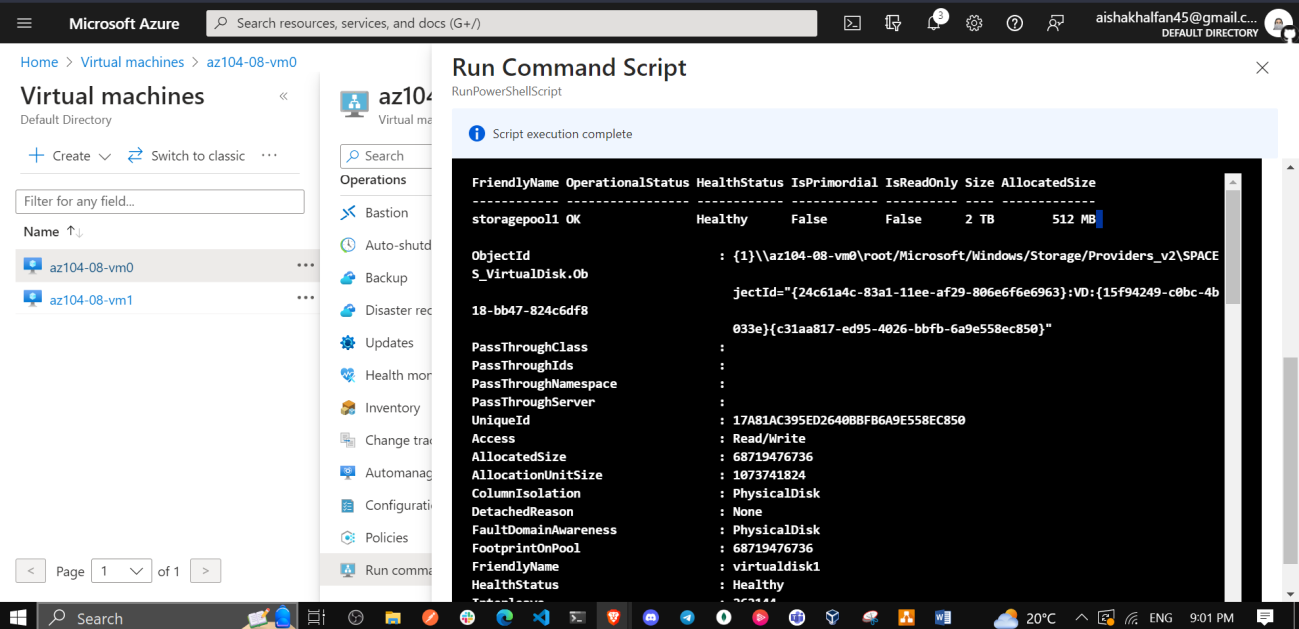 Microsoft Azure
Search resources, services, and docs (G+/)
3
aishakhalfan45@gmail.c...
DEFAULT DIRECTORY
Home > Virtual machines > az104-08-vm0
Virtual machines
Default Directory
Create
Switch to classic
Filter for any field...
Name
az104-08-vm0
az104-08-vm1
Page 1 of 1
az104
Virtual ma
Search
Operations
Bastion
Auto-shutd
Backup
Disaster rec
Updates
Health mon
Inventory
Change trac
Automanag
Configurati
Policies
Run comma
Run Command Script
RunPowerShellScript
Script execution complete
FriendlyName OperationalStatus HealthStatus IsPrimordial IsReadOnly Size AllocatedSize
------------ ----------------- ------------ ------------ ---------- ---- -------------
storagepool1 OK Healthy False False 2 TB 512 MB
ObjectId : {1}\\az104-08-vm0\root/Microsoft/Windows/Storage/Providers_v2\SPACE
S_VirtualDisk.Ob
jectId="{24c61a4c-83a1-11ee-af29-806e6f6e6963}:VD:{15f94249-c0bc-4b
18-bb47-824c6df8
033e}{c31aa817-ed95-4026-bbfb-6a9e558ec850}"
PassThroughClass :
PassThroughIds :
PassThroughNamespace :
PassThroughServer :
UniqueId : 17A81AC395ED2640BBFB6A9E558EC850
Access : Read/Write
AllocatedSize : 68719476736
AllocationUnitSize : 1073741824
ColumnIsolation : PhysicalDisk
DetachedReason : None
FaultDomainAwareness : PhysicalDisk
FootprintOnPool : 68719476736
FriendlyName : virtualdisk1
HealthStatus : Healthy
Interleave : 262144
Search
20°C
ENG
9:01 PM